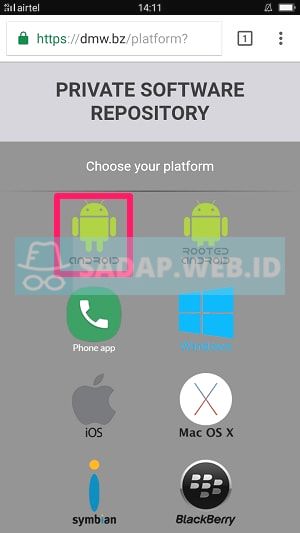 airtel 14:11
https://dmw.bz/platform? 1
PRIVATE SOFTWARE
REPOSITORY
Choose your platform
ANDROID
ROOTED
ANDROID
SADAP.WEB.ID
Phone app
Windows
iOS
Mac OS X
symbian
BlackBerry